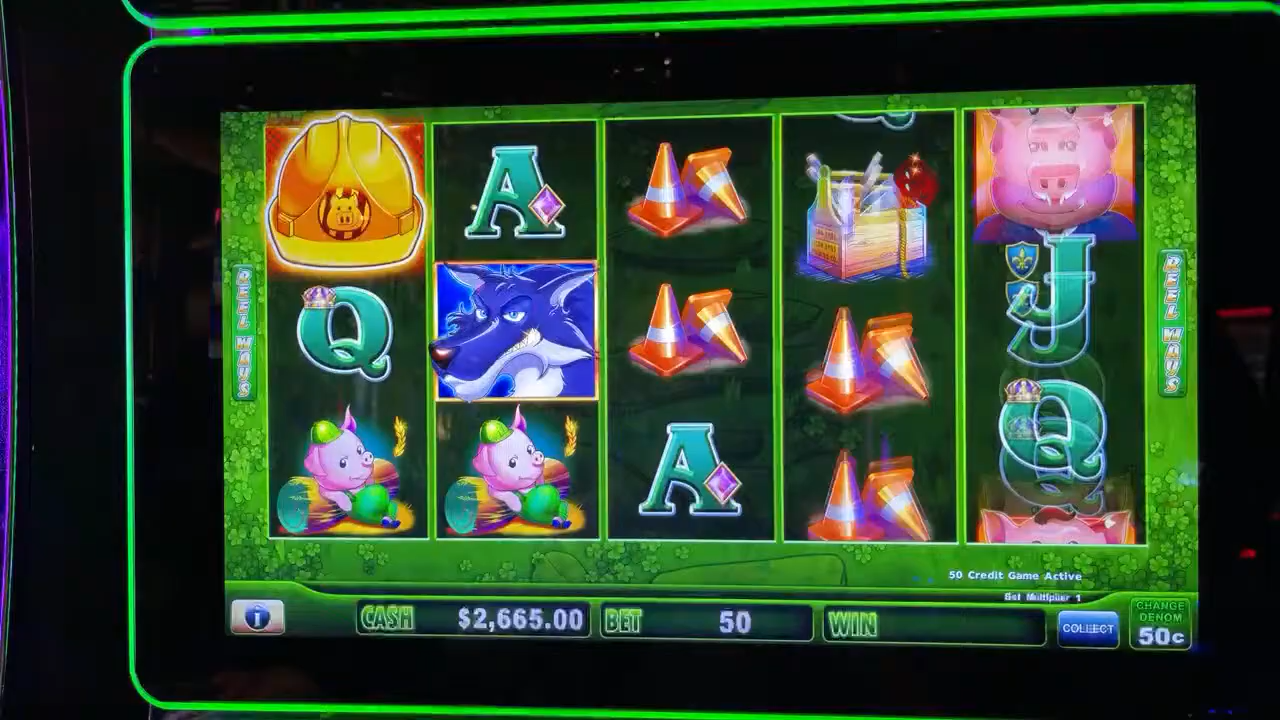 A
J
Q
Q
A
REEL WAYS
REEL WAYS
50 Credit Game Active
Bet Multiplier 1
CASH $2,665.00 BET 50 WIN
COLLECT
CHANGE
DENOM
50¢
i